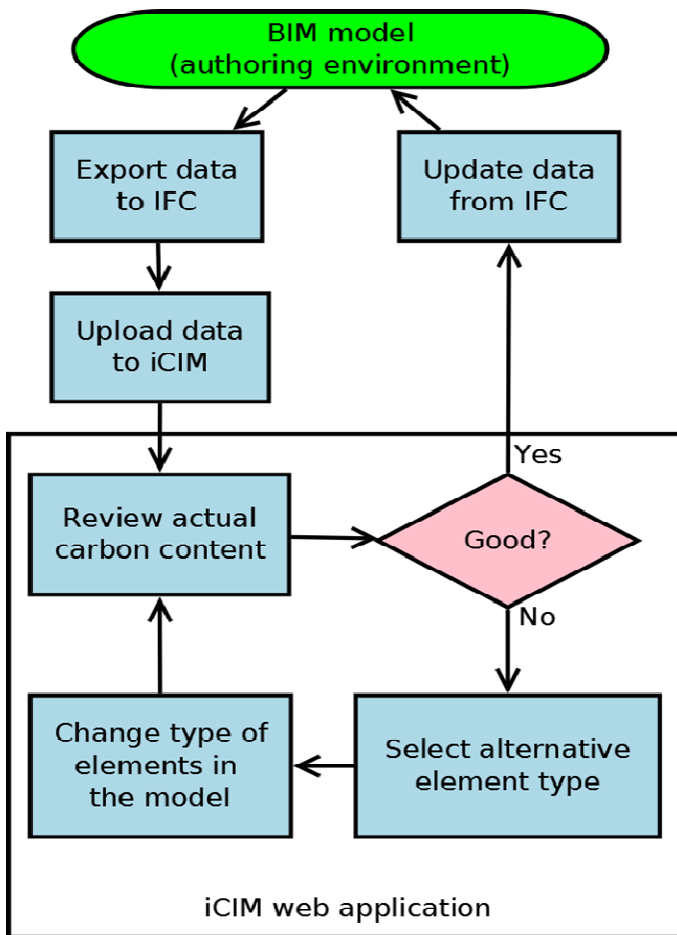 BIM model
(authoring environment)
Export data
to IFC
Update data
from IFC
Upload data
to iCIM
Yes
Review actual
carbon content
Good?
No
Change type of
elements in
the model
Select alternative
element type
iCIM web application